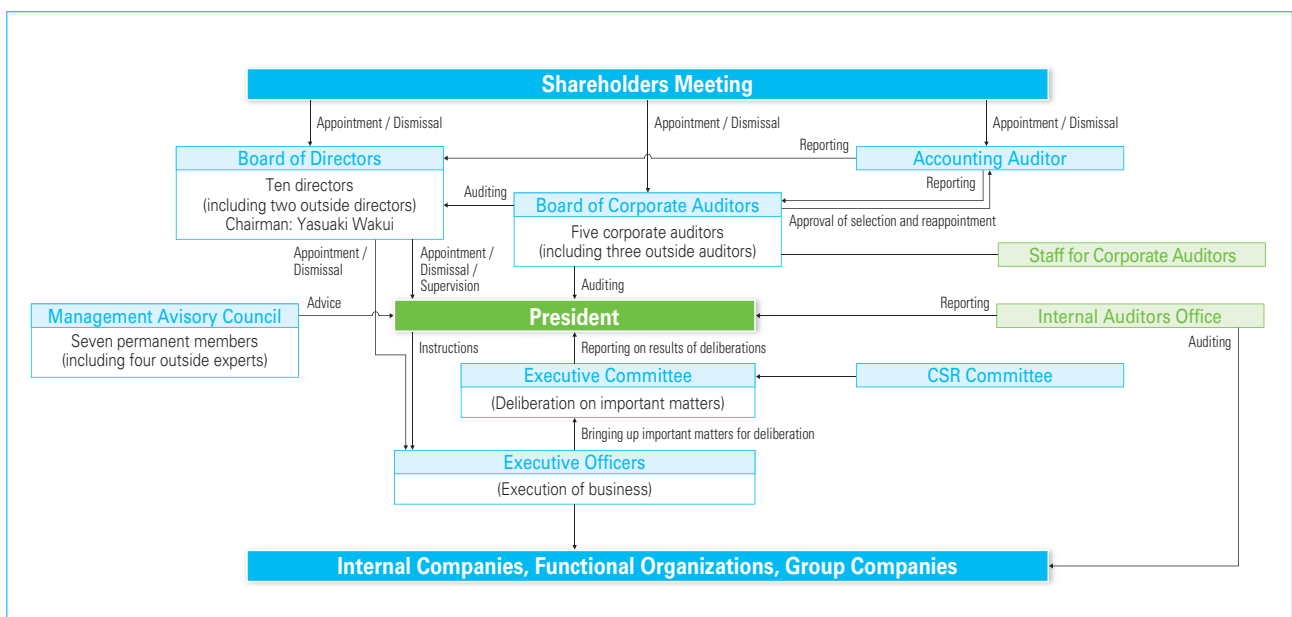 Shareholders Meeting
Appointment / Dismissal
Appointment / Dismissal
Appointment / Dismissal
Reporting
Board of Directors
Accounting Auditor
Ten directors
(including two outside directors)
Chairman: Yasuaki Wakui
Auditing
Reporting
Board of Corporate Auditors
Approval of selection and reappointment
Five corporate auditors
(including three outside auditors)
Staff for Corporate Auditors
Appointment /
Dismissal
Appointment /
Dismissal /
Supervision
Auditing
Advice
Reporting
Management Avisory Council
President
Internal Auditors Office
Seven permanent members
(including four outside experts)
Instructions
Reporting on results of deliberations
Auditing
Executive Committee
CSR Committee
(Deliberation on important matters)
Bringing up important matters for deliberation
Executive Officers
(Execution of business)
Internal Companies, Functional Organizations, Group Companies